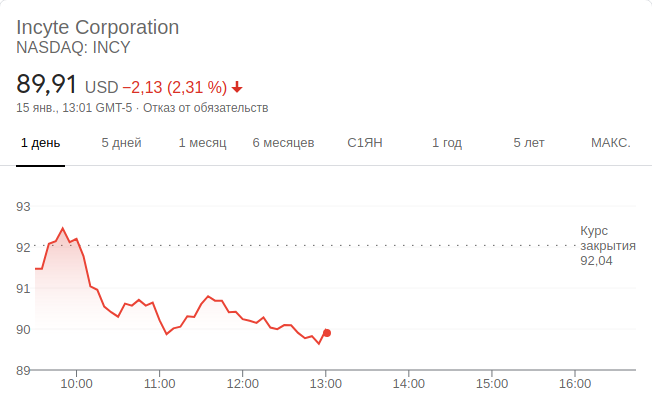 Incyte Corporation
NASDAQ: INCY
89,91 USD −2,13 (2,31 %)
15 янв., 13:01 GMT-5 · Отказ от обязательств
1 день 5 дней 1 месяц 6 месяцев С1ЯН 1 год 5 лет МАКС.
93
92
91
90
89
Курс
закрытия
92,04
10:00 11:00 12:00 13:00 14:00 15:00 16:00